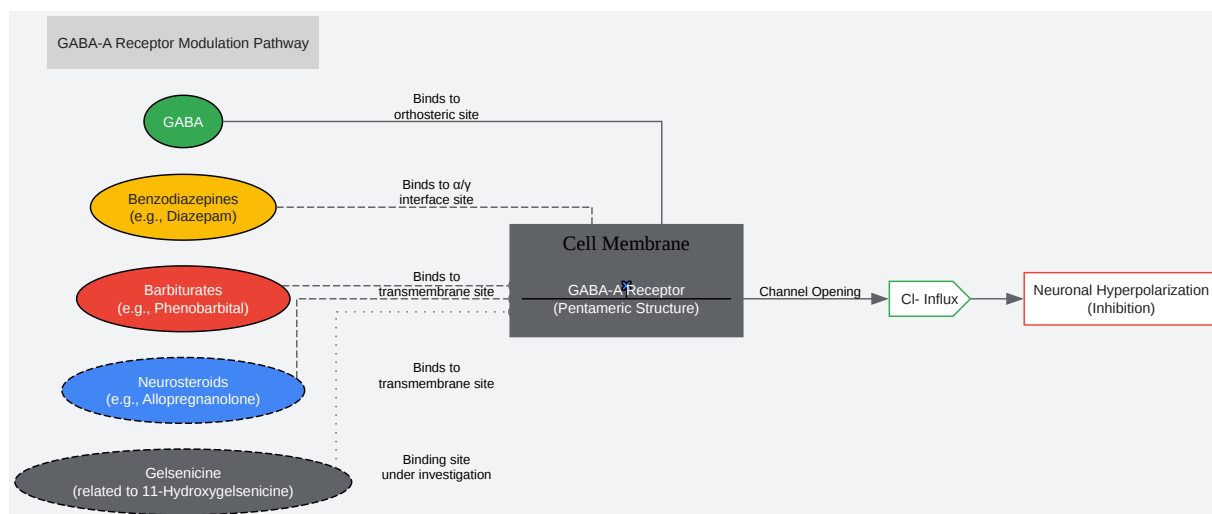 GABA-A Receptor Modulation Pathway
GABA
Binds to
orthosteric site
Benzodiazepines
(e.g., Diazepam)
Binds to α/γ
interface site
Cell Membrane
Barbiturates
(e.g., Phenobarbital)
Binds to
transmembrane site
GABA-A Receptor
(Pentameric Structure)
Channel Opening
Cl- Influx
Neuronal Hyperpolarization
(Inhibition)
Neurosteroids
(e.g., Allopregnanolone)
Binds to
transmembrane site
Gelsenicine
(related to 11-Hydroxygelsenicine)
Binding site
under investigation